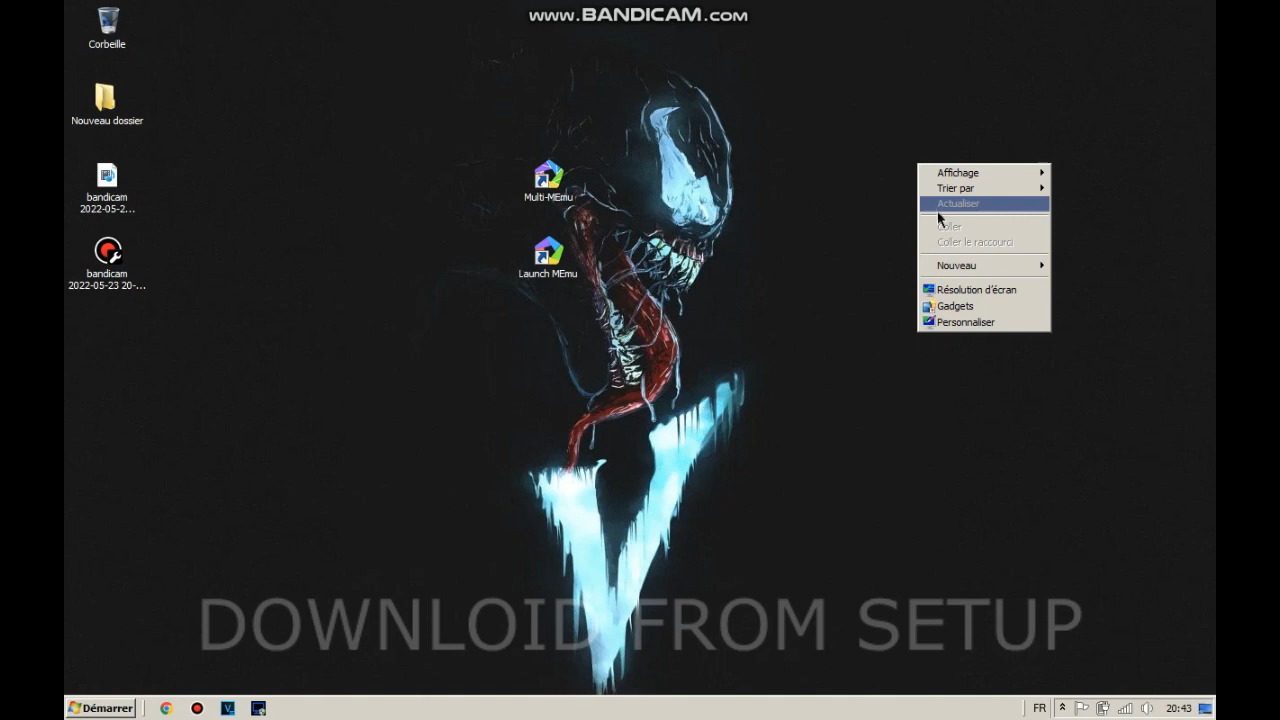 www.BANDICAM.com
Corbeille
Nouveau dossier
bandicam
2022-05-2...
bandicam
2022-05-23 20-...
Multi-MEmu
Launch MEmu
Affichage
Trier par
Actualiser
Coller
Coller le raccourci
Nouveau
Résolution d'écran
Gadgets
Personnaliser
DOWNLOID FROM SETUP
Démarrer
FR
20:43